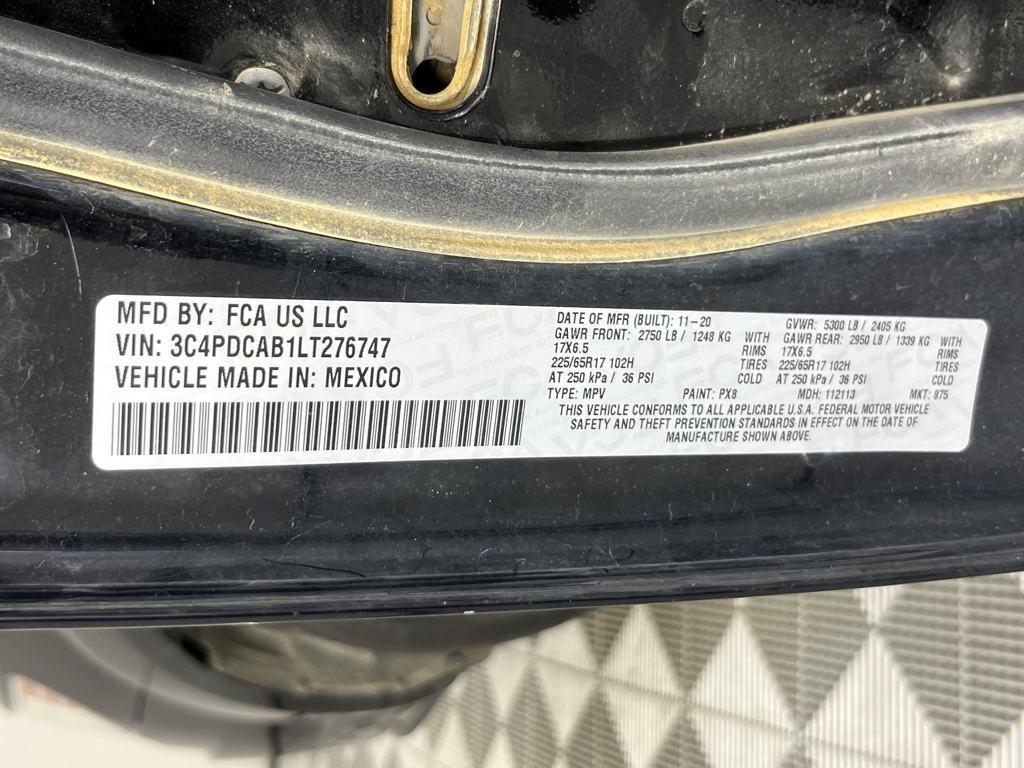 MFD BY: FCA US LLC
VIN: 3C4PDCAB1LT276747
VEHICLE MADE IN: MEXICO
DATE OF MFR (BUILT): 11-20 GVWR: 5300 LB / 2405 KG
GAWR FRONT: 2750 LB / 1248 KG WITH GAWR REAR: 2950 LB / 1339 KG WITH
17X6.5 RIMS 17X6.5 RIMS
225/65R17 102H TIRES 225/65R17 102H TIRES
AT 250 kPa / 36 PSI COLD AT 250 kPa / 36 PSI COLD
TYPE: MPV PAINT: PX8 MDH: 112113 MKT: 875
THIS VEHICLE CONFORMS TO ALL APPLICABLE U.S.A. FEDERAL MOTOR VEHICLE
SAFETY AND THEFT PREVENTION STANDARDS IN EFFECT ON THE DATE OF
MANUFACTURE SHOWN ABOVE.